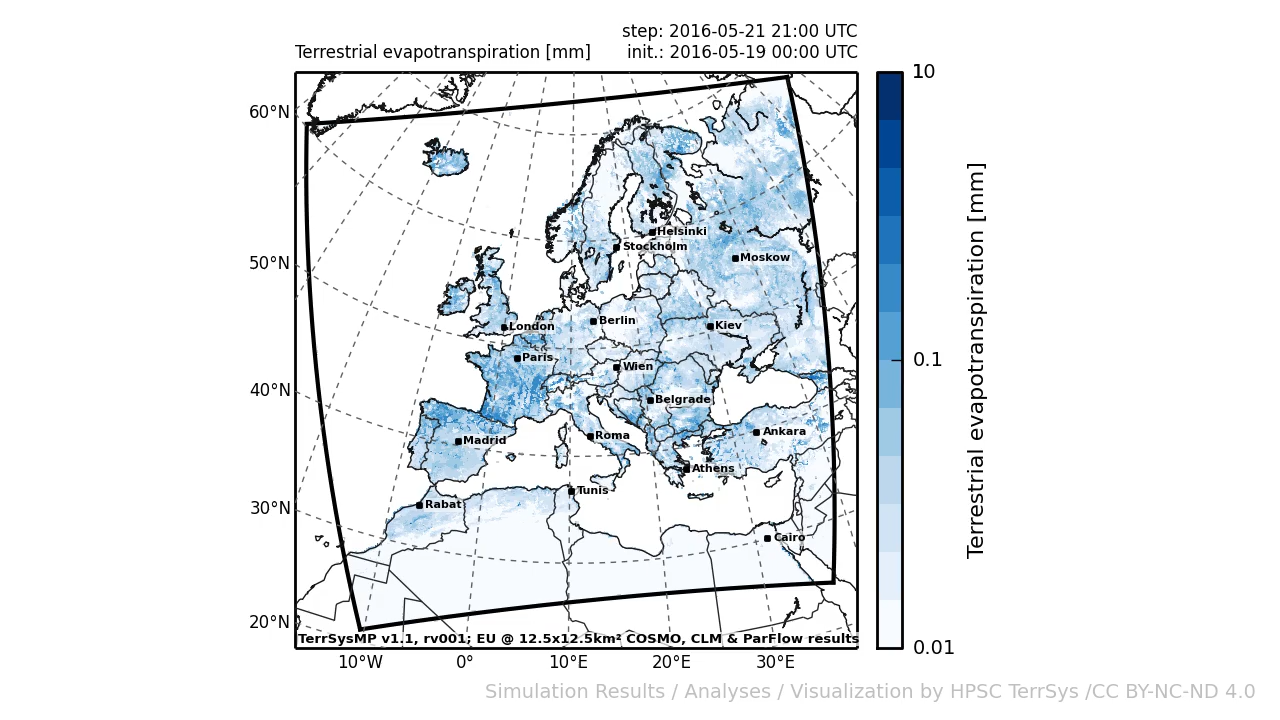 step: 2016-05-21 21:00 UTC
Terrestrial evapotranspiration [mm] init.: 2016-05-19 00:00 UTC
10
60°N
Helsinki
Stockholm
Moskow
50°N
London
Berlin
Kiev
Paris
0.1
Wien
40°N
Belgrade
Madrid
Roma
Ankara
Athens
Tunis
30°N
Rabat
Cairo
20°N
TerrSysMP v1.1, rv001; EU @ 12.5x12.5km² COSMO, CLM & ParFlow results
0.01
10°W 0° 10°E 20°E 30°E
Terrestrial evapotranspiration [mm]
Simulation Results / Analyses / Visualization by HPSC TerrSys /CC BY-NC-ND 4.0